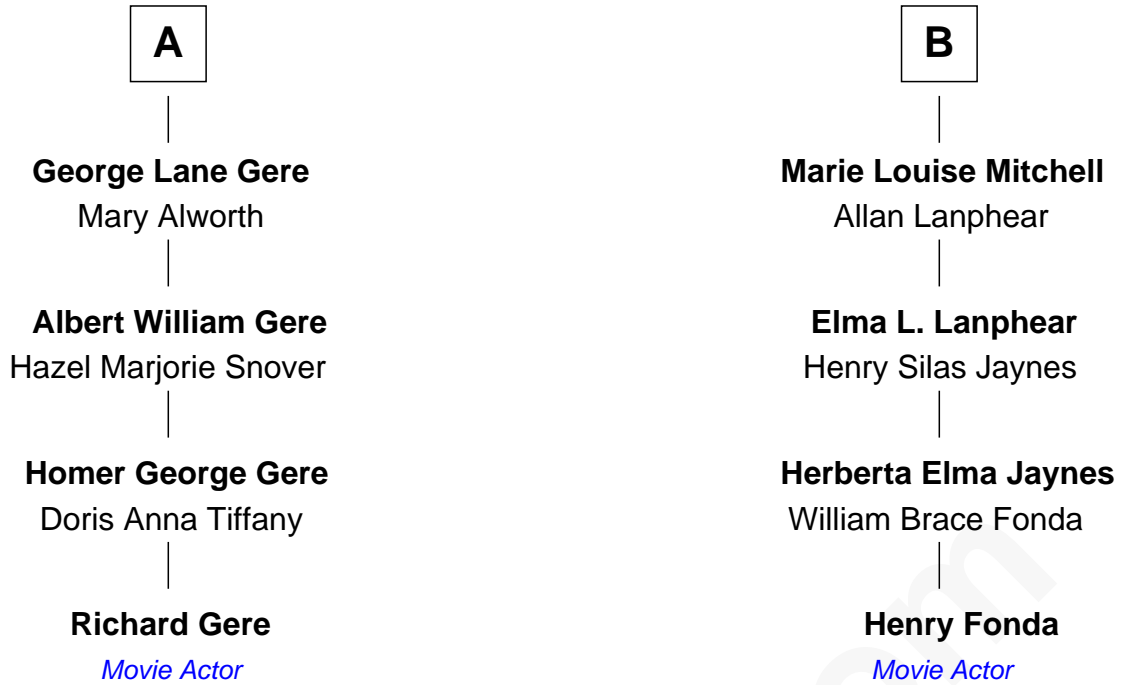 A
George Lane Gere
Mary Alworth
Albert William Gere
Hazel Marjorie Snover
Homer George Gere
Doris Anna Tiffany
Richard Gere
Movie Actor
B
Marie Louise Mitchell
Allan Lanphear
Elma L. Lanphear
Henry Silas Jaynes
Herberta Elma Jaynes
William Brace Fonda
Henry Fonda
Movie Actor